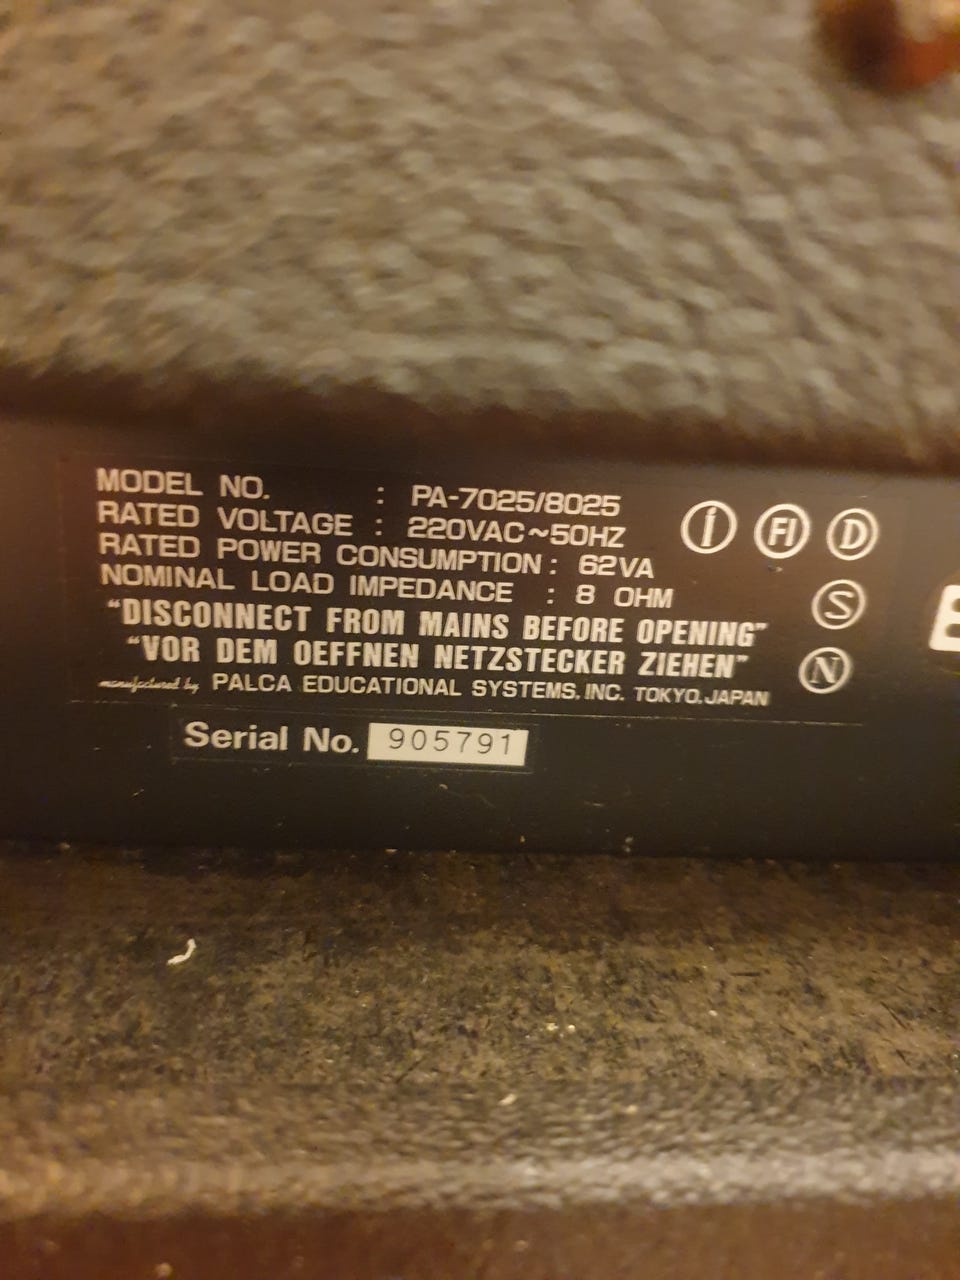 MODEL NO. : PA-7025/8025
RATED VOLTAGE : 220VAC~50HZ
RATED POWER CONSUMPTION : 62VA
NOMINAL LOAD IMPEDANCE : 8 OHM
"DISCONNECT FROM MAINS BEFORE OPENING"
"VOR DEM OEFFNEN NETZSTECKER ZIEHEN"
manufactured by PALCA EDUCATIONAL SYSTEMS, INC. TOKYO, JAPAN
i FI D
S
N
Serial No. 905791